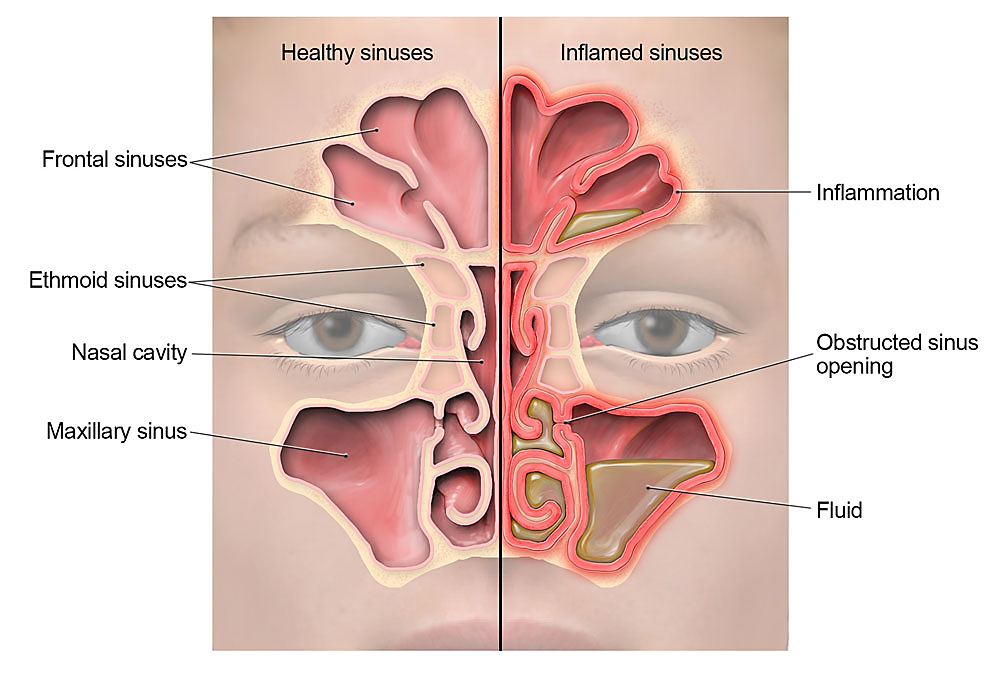 Healthy sinuses
Inflamed sinuses
Frontal sinuses
Inflammation
Ethmoid sinuses
Nasal cavity
Obstructed sinus
opening
Maxillary sinus
Fluid